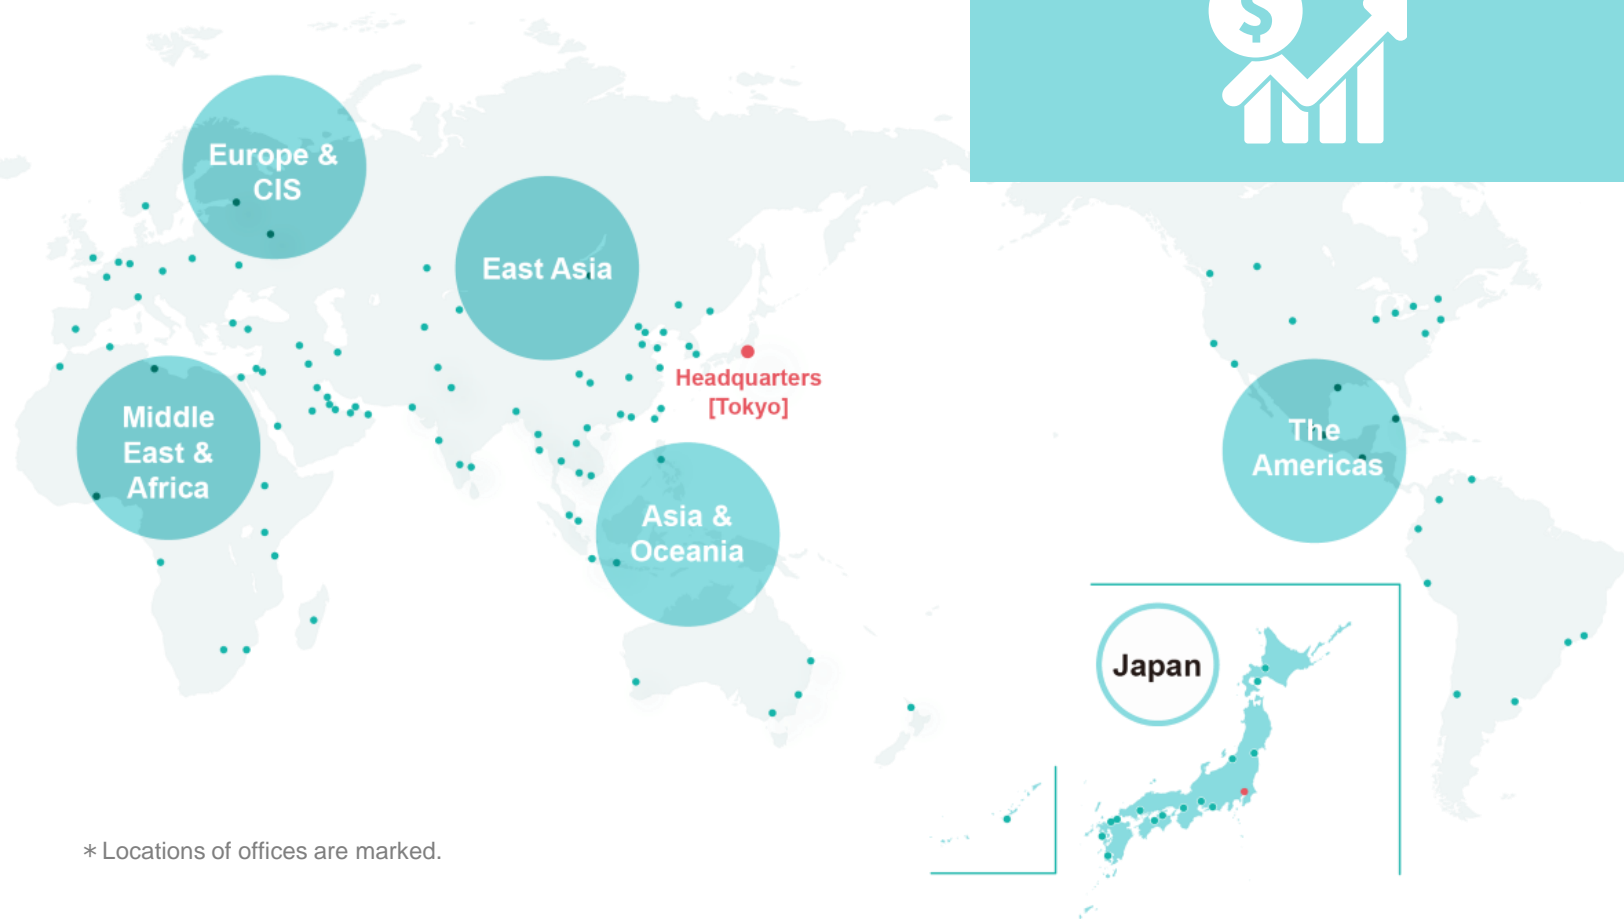 $
Europe &
CIS
East Asia
Headquarters
[Tokyo]
Middle
East &
Africa
The
Americas
Asia &
Oceania
Japan
＊Locations of offices are marked.